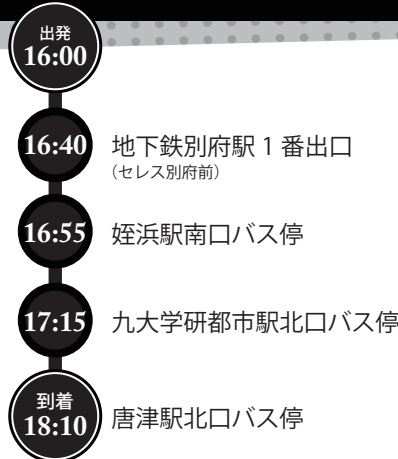 出発
16:00
16:40
地下鉄別府駅 1 番出口
（セレス別府前）
16:55
姪浜駅南口バス停
17:15
九大学研都市駅北口バス停
到着
18:10
唐津駅北口バス停